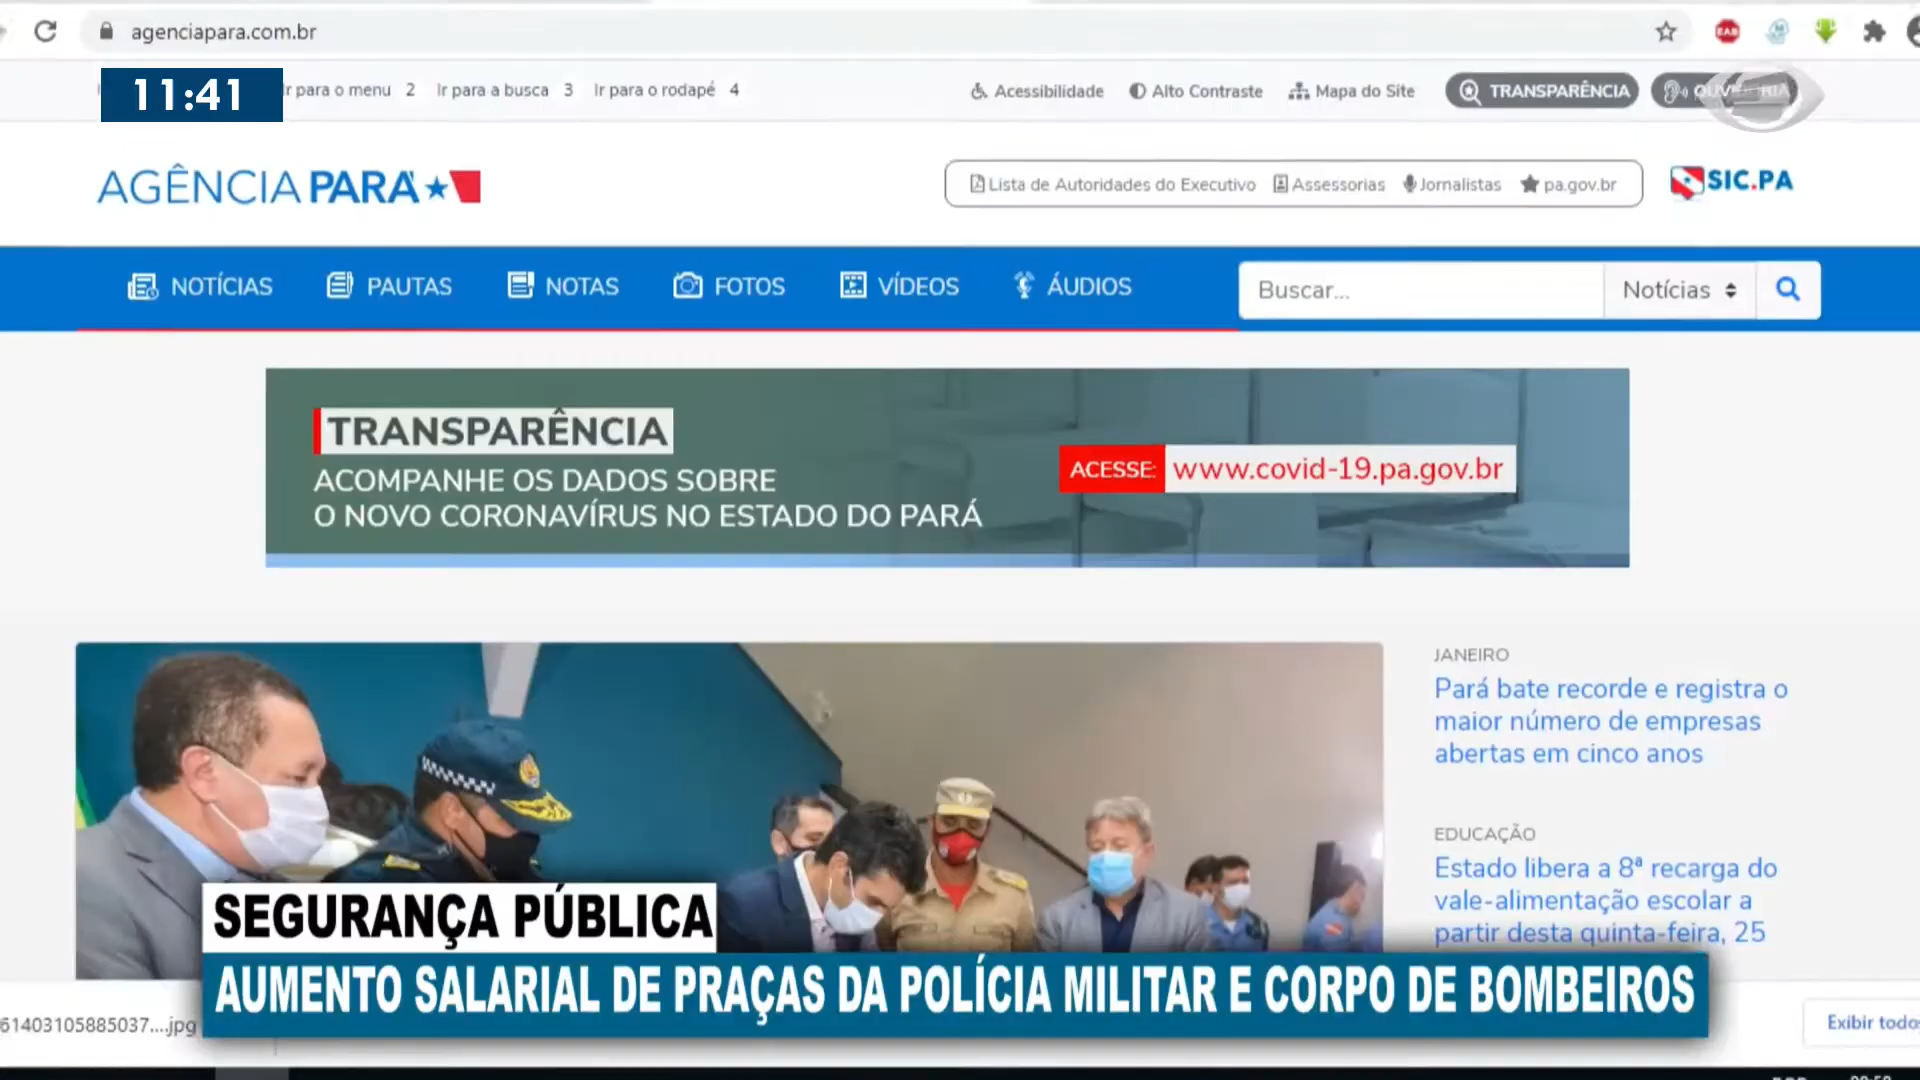 agenciapara.com.br
11:41
Ir para o menu 2 Ir para a busca 3 Ir para o rodapé 4
Acessibilidade Alto Contraste Mapa do Site TRANSPARÊNCIA
AGÊNCIA PARÁ
Lista de Autoridades do Executivo Assessorias Jornalistas pa.gov.br
SIC.PA
NOTÍCIAS PAUTAS NOTAS FOTOS VÍDEOS ÁUDIOS
Buscar... Notícias
TRANSPARÊNCIA
ACOMPANHE OS DADOS SOBRE
O NOVO CORONAVÍRUS NO ESTADO DO PARÁ
ACESSE: www.covid-19.pa.gov.br
JANEIRO
Pará bate recorde e registra o
maior número de empresas
abertas em cinco anos
EDUCAÇÃO
Estado libera a 8ª recarga do
vale-alimentação escolar a
partir desta quinta-feira, 25
SEGURANÇA PÚBLICA
AUMENTO SALARIAL DE PRAÇAS DA POLÍCIA MILITAR E CORPO DE BOMBEIROS
61403105885037....jpg
Exibir todos